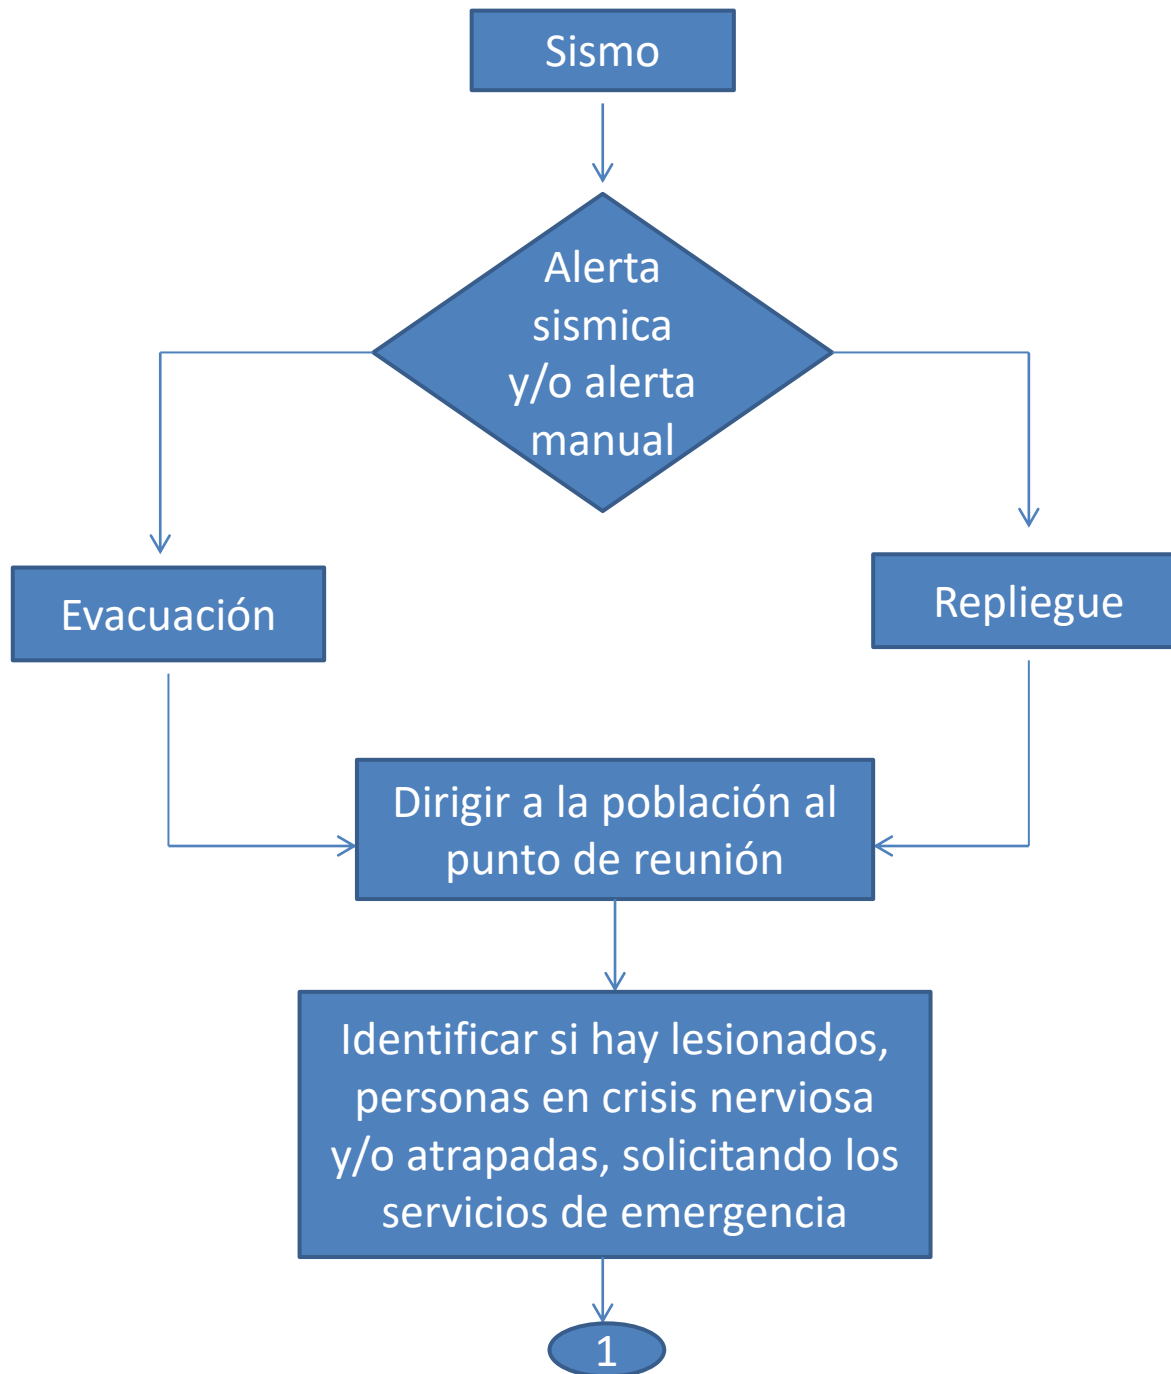 Sismo
Alerta
sismica
y/o alerta
manual
Evacuación
Repliegue
Dirigir a la población al
punto de reunión
Identificar si hay lesionados,
personas en crisis nerviosa
y/o atrapadas, solicitando los
servicios de emergencia
1